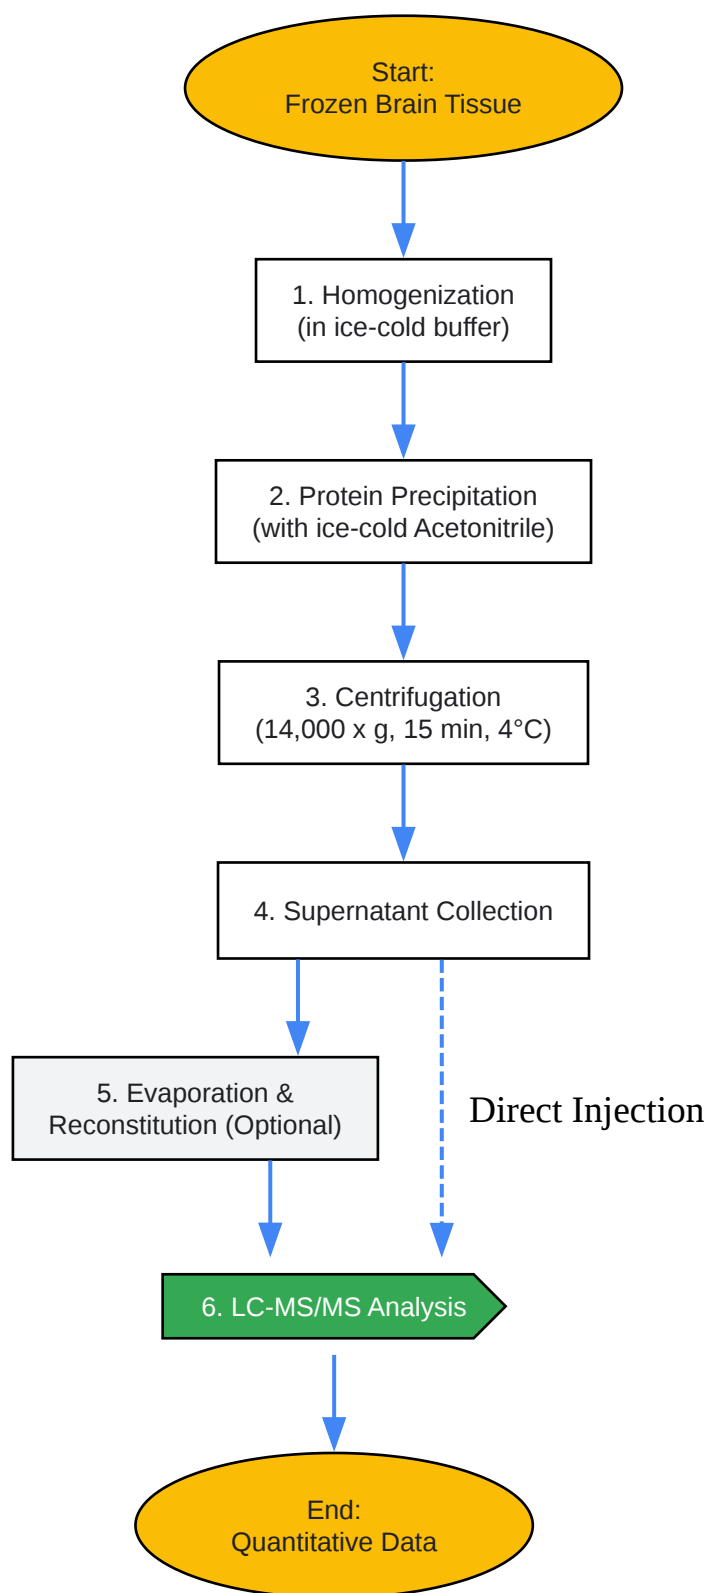 Start:
Frozen Brain Tissue
1. Homogenization
(in ice-cold buffer)
2. Protein Precipitation
(with ice-cold Acetonitrile)
3. Centrifugation
(14,000 x g, 15 min, 4°C)
4. Supernatant Collection
5. Evaporation &
Reconstitution (Optional)
Direct Injection
6. LC-MS/MS Analysis
End:
Quantitative Data